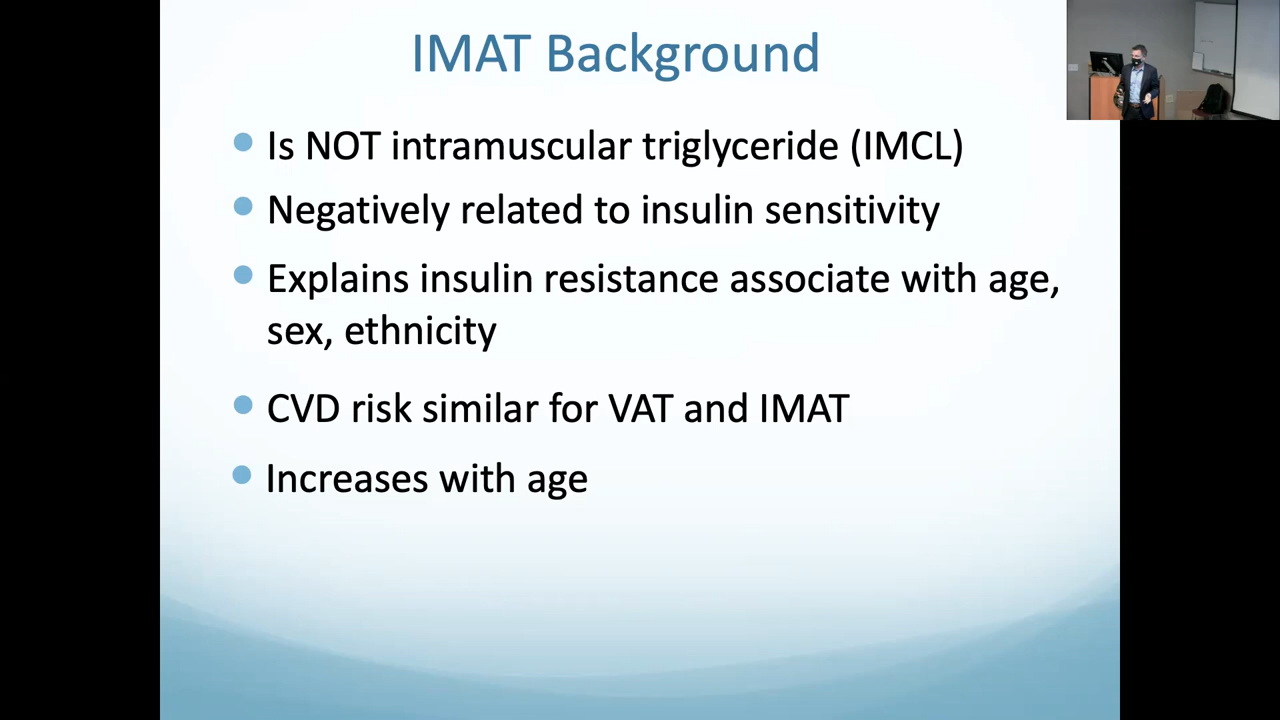 IMAT Background
Is NOT intramuscular triglyceride (IMCL)
Negatively related to insulin sensitivity
Explains insulin resistance associate with age,
sex, ethnicity
CVD risk similar for VAT and IMAT
Increases with age